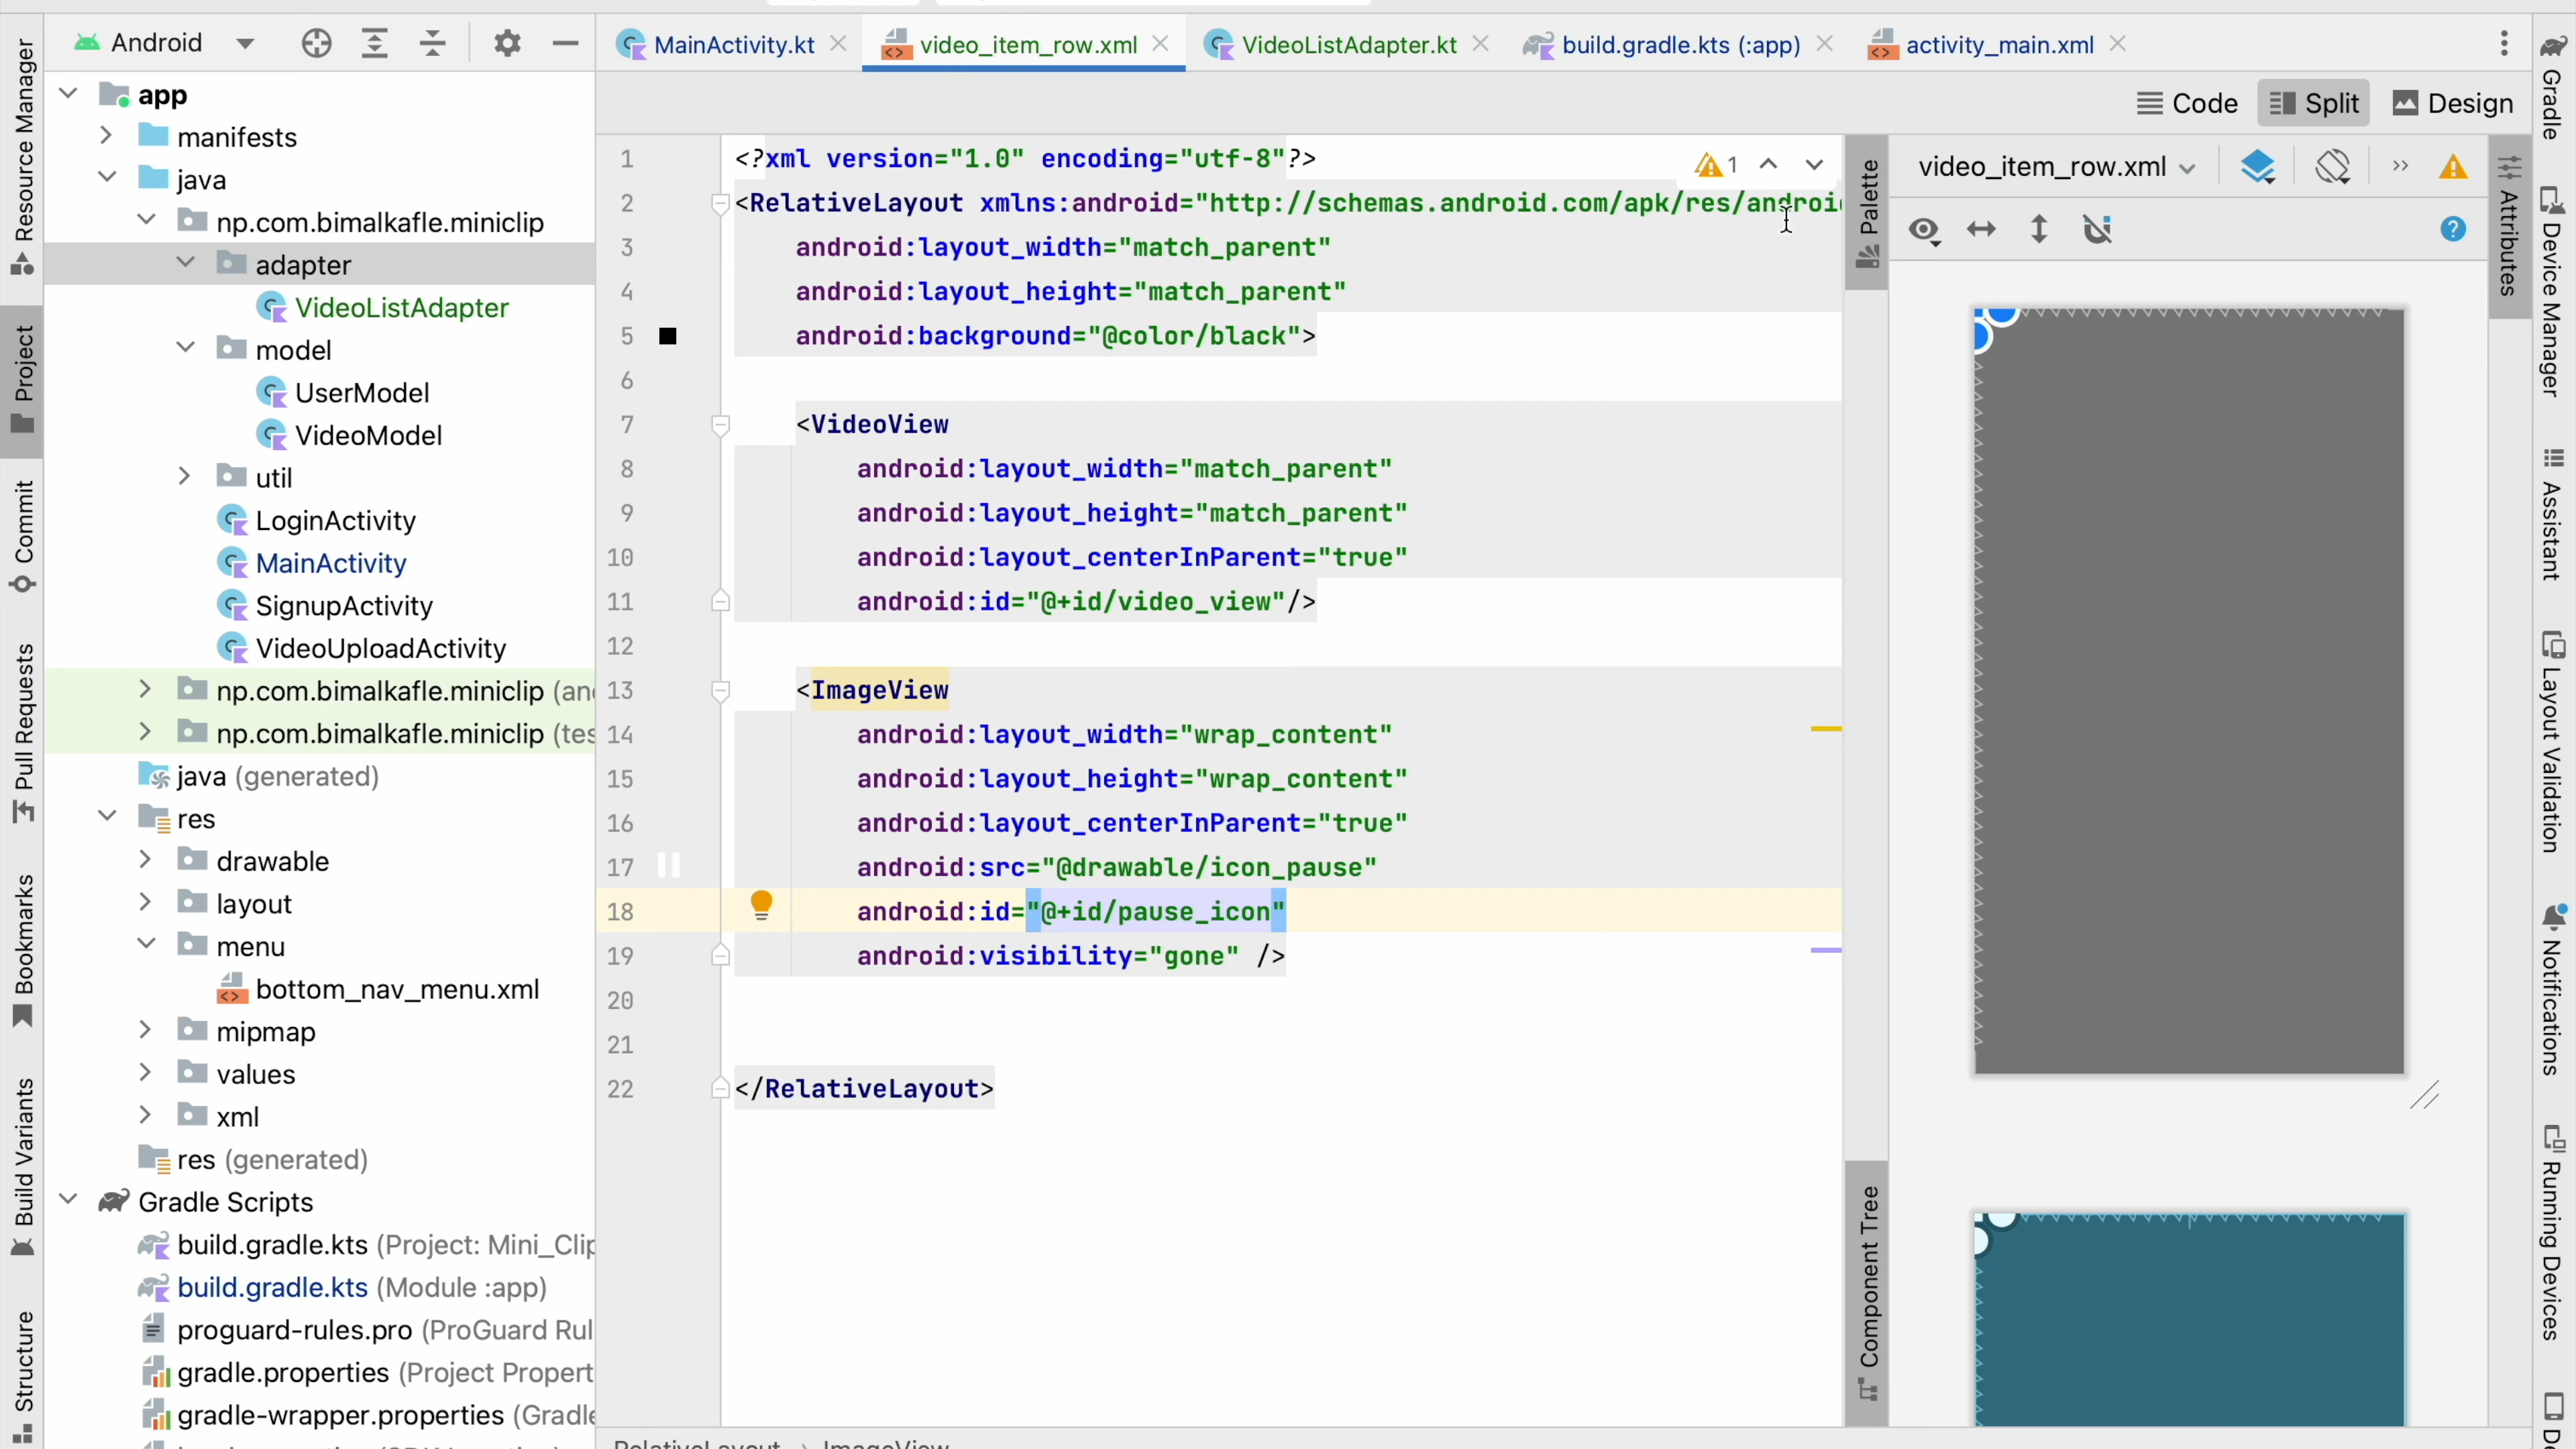 Android
MainActivity.kt
video_item_row.xml
VideoListAdapter.kt
build.gradle.kts (:app)
activity_main.xml
Code
Split
Design
Resource Manager
Project
Commit
Pull Requests
Bookmarks
Build Variants
Structure
app
manifests
java
np.com.bimalkafle.miniclip
adapter
VideoListAdapter
model
UserModel
VideoModel
util
LoginActivity
MainActivity
SignupActivity
VideoUploadActivity
np.com.bimalkafle.miniclip (an
np.com.bimalkafle.miniclip (tes
java (generated)
res
drawable
layout
menu
bottom_nav_menu.xml
mipmap
values
xml
res (generated)
Gradle Scripts
build.gradle.kts (Project: Mini_Clip
build.gradle.kts (Module :app)
proguard-rules.pro (ProGuard Rul
gradle.properties (Project Propert
gradle-wrapper.properties (Gradle
1 <?xml version="1.0" encoding="utf-8"?>
2 <RelativeLayout xmlns:android="http://schemas.android.com/apk/res/androi
3 android:layout_width="match_parent"
4 android:layout_height="match_parent"
5 android:background="@color/black">
6
7 <VideoView
8 android:layout_width="match_parent"
9 android:layout_height="match_parent"
10 android:layout_centerInParent="true"
11 android:id="@+id/video_view"/>
12
13 <ImageView
14 android:layout_width="wrap_content"
15 android:layout_height="wrap_content"
16 android:layout_centerInParent="true"
17 android:src="@drawable/icon_pause"
18 android:id="@+id/pause_icon"
19 android:visibility="gone" />
20
21
22 </RelativeLayout>
1
RelativeLayout > ImageView
Palette
Component Tree
video_item_row.xml
?
Attributes
Gradle
Device Manager
Assistant
Layout Validation
Notifications
Running Devices